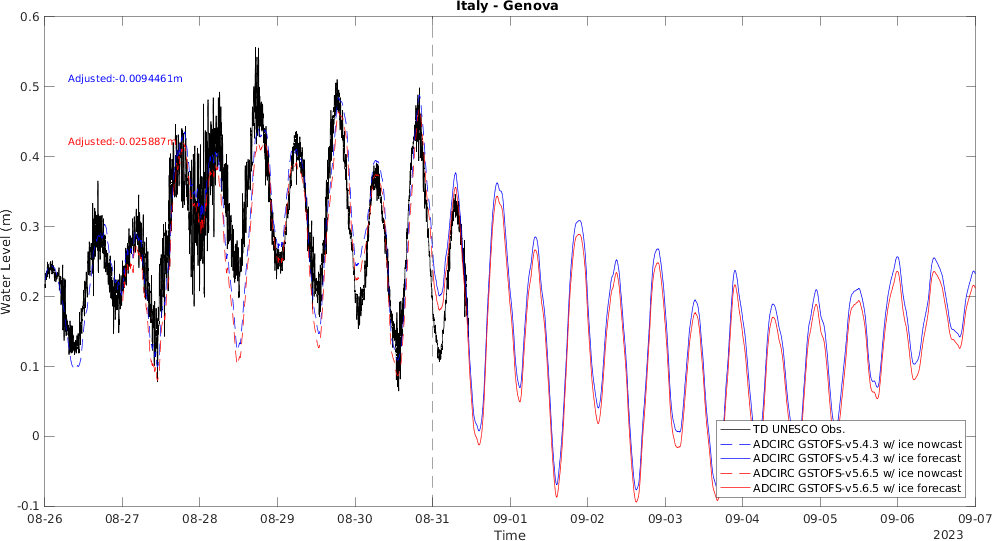 Italy - Genova
0.6
0.5
0.4
0.3
0.2
0.1
0
-0.1
Water Level (m)
Adjusted:-0.0094461m
Adjusted:-0.025887m
TD UNESCO Obs.
ADCIRC GSTOFS-v5.4.3 w/ ice nowcast
ADCIRC GSTOFS-v5.4.3 w/ ice forecast
ADCIRC GSTOFS-v5.6.5 w/ ice nowcast
ADCIRC GSTOFS-v5.6.5 w/ ice forecast
08-26 08-27 08-28 08-29 08-30 08-31 09-01 09-02 09-03 09-04 09-05 09-06 09-07
Time
2023